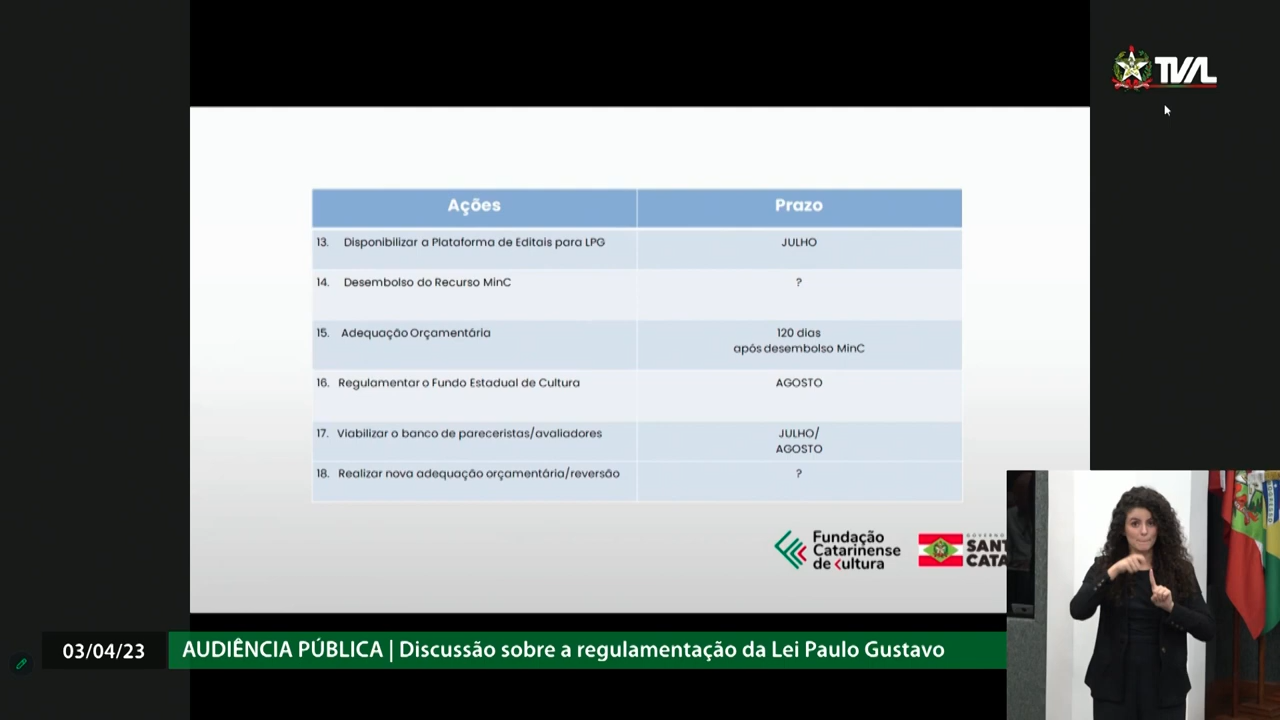 TVAL
Ações Prazo
13. Disponibilizar a Plataforma de Editais para LPG JULHO
14. Desembolso do Recurso MinC ?
15. Adequação Orçamentária 120 dias
após desembolso MinC
16. Regulamentar o Fundo Estadual de Cultura AGOSTO
17. Viabilizar o banco de pareceristas/avaliadores JULHO/
AGOSTO
18. Realizar nova adequação orçamentária/reversão ?
Fundação
Catarinense
de Cultura
GOVERNO
SANT
CATA
03/04/23 AUDIÊNCIA PÚBLICA | Discussão sobre a regulamentação da Lei Paulo Gustavo